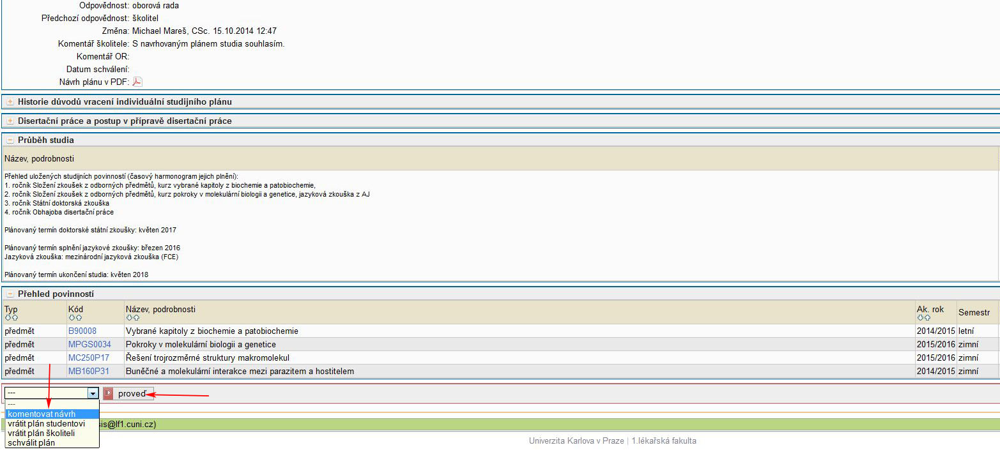 Odpovědnost: oborová rada
Předchozí odpovědnost: školitel
Změna: Michael Mareš, CSc. 15.10.2014 12:47
Komentář školitele: S navrhovaným plánem studia souhlasím.
Komentář OR:
Datum schválení:
Návrh plánu v PDF:
Historie důvodů vracení individuální studijního plánu
Disertační práce a postup v přípravě disertační práce
Průběh studia
Název, podrobnosti
Přehled uložených studijních povinností (časový harmonogram jejich plnění):
1. ročník Složení zkoušek z odborných předmětů, kurz vybrané kapitoly z biochemie a patobiochemie,
2. ročník Složení zkoušek z odborných předmětů, kurz pokroky v molekulární biologii a genetice, jazyková zkouška z AJ
3. ročník Státní doktorská zkouška
4. ročník Obhajoba disertační práce
Plánovaný termín doktorské státní zkoušky: květen 2017
Plánovaný termín splnění jazykové zkoušky: březen 2016
Jazyková zkouška: mezinárodní jazyková zkouška (FCE)
Plánovaný termín ukončení studia: květen 2018
Přehled povinností
Typ Kód Název, podrobnosti Ak. rok Semestr
předmět B90008 Vybrané kapitoly z biochemie a patobiochemie 2014/2015 letní
předmět MPGS0034 Pokroky v molekulární biologii a genetice 2015/2016 zimní
předmět MC250P17 Řešení trojrozměrné struktury makromolekul 2015/2016 zimní
předmět MB160P31 Buněčné a molekulární interakce mezi parazitem a hostitelem 2014/2015 zimní
--- proveď
---
komentovat návrh
vrátit plán studentovi sis@lf1.cuni.cz)
vrátit plán školiteli
schválit plán
Univerzita Karlova v Praze | 1.lékařská fakulta